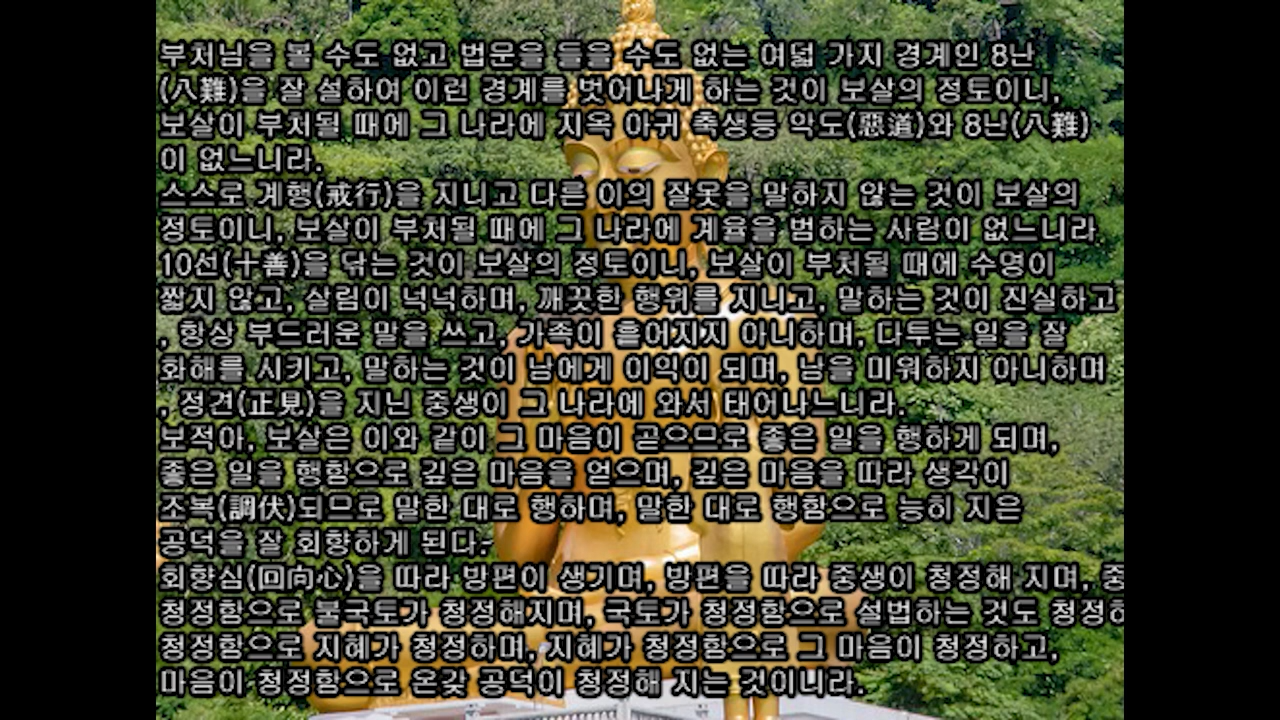 부처님을 볼 수도 없고 법문을 들을 수도 없는 여덟 가지 경계인 8난
(八難)을 잘 설하여 이런 경계를 벗어나게 하는 것이 보살의 정토이니,
보살이 부처될 때에 그 나라에 지옥 아귀 축생등 악도(惡道)와 8난(八難)
이 없느니라.
스스로 계행(戒行)을 지니고 다른 이의 잘못을 말하지 않는 것이 보살의
정토이니, 보살이 부처될 때에 그 나라에 계율을 범하는 사람이 없느니라
10선(十善)을 닦는 것이 보살의 정토이니, 보살이 부처될 때에 수명이
짧지 않고, 살림이 넉넉하며, 깨끗한 행위를 지니고, 말하는 것이 진실하고
, 항상 부드러운 말을 쓰고, 가족이 흩어지지 아니하며, 다투는 일을 잘
화해를 시키고, 말하는 것이 남에게 이익이 되며, 남을 미워하지 아니하며
, 정견(正見)을 지닌 중생이 그 나라에 와서 태어나느니라.
보적아, 보살은 이와 같이 그 마음이 곧으므로 좋은 일을 행하게 되며,
좋은 일을 행함으로 깊은 마음을 얻으며, 깊은 마음을 따라 생각이
조복(調伏)되므로 말한 대로 행하며, 말한 대로 행함으로 능히 지은
공덕을 잘 회향하게 된다.
회향심(回向心)을 따라 방편이 생기며, 방편을 따라 중생이 청정해 지며,
청정함으로 불국토가 청정해지며, 국토가 청정함으로 설법하는 것도
청정함으로 지혜가 청정하며, 지혜가 청정함으로 그 마음이 청정하고,
마음이 청정함으로 온갖 공덕이 청정해 지는 것이니라.